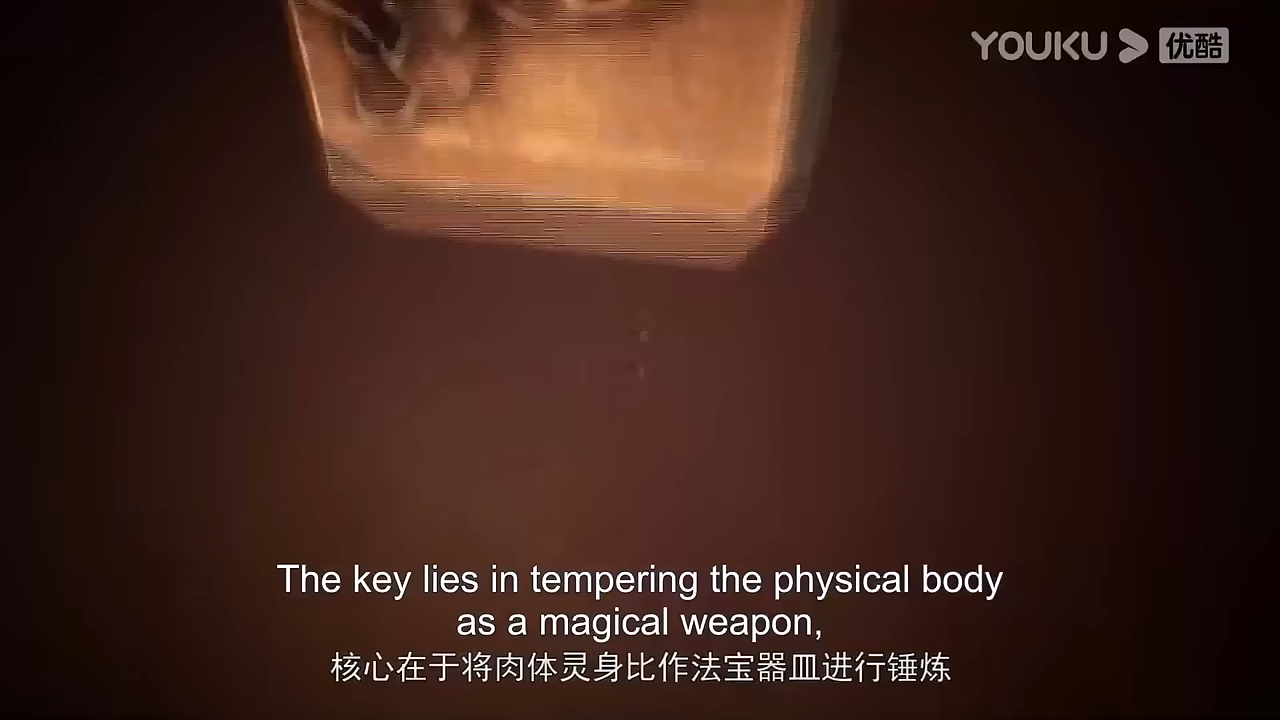 YOUKU 优酷
The key lies in tempering the physical body
as a magical weapon,
核心在于将肉体灵身比作法宝器皿进行锤炼